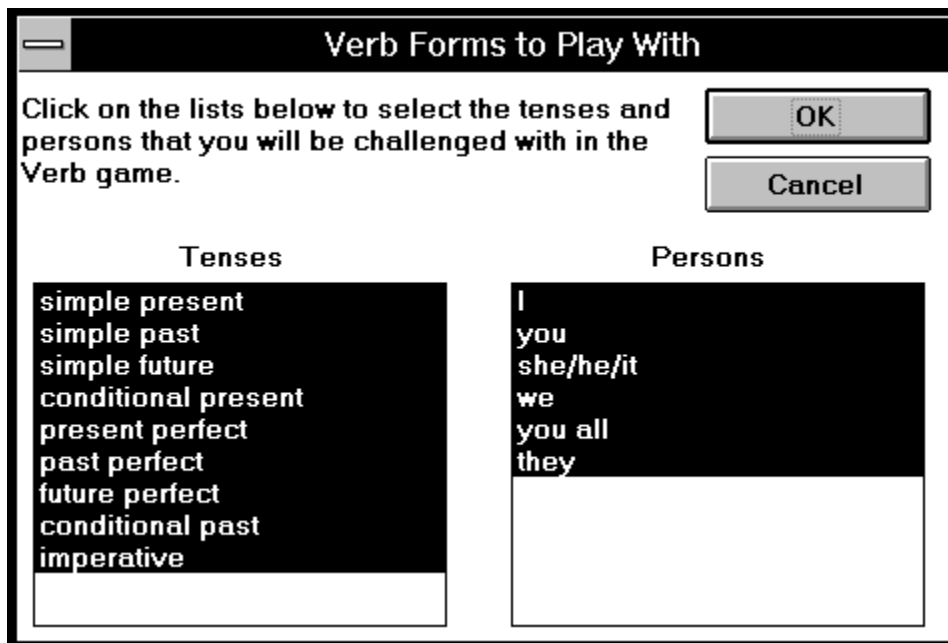 Verb Forms to Play With
Click on the lists below to select the tenses and
persons that you will be challenged with in the
Verb game.
OK
Cancel
Tenses
simple present
simple past
simple future
conditional present
present perfect
past perfect
future perfect
conditional past
imperative
Persons
I
you
she/he/it
we
you all
they